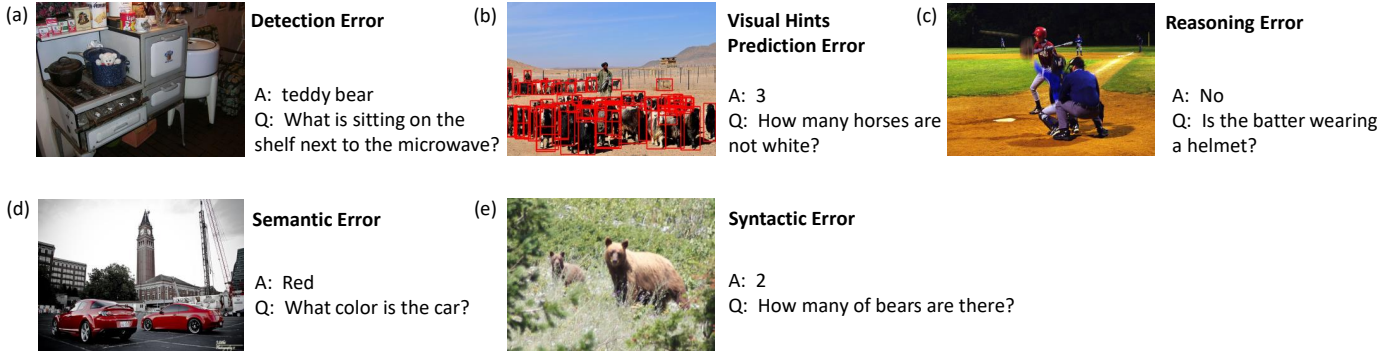 (a)
Detection Error
A: teddy bear
Q: What is sitting on the
shelf next to the microwave?
(b)
Visual Hints
Prediction Error
A: 3
Q: How many horses are
not white?
(c)
Reasoning Error
A: No
Q: Is the batter wearing
a helmet?
(d)
Semantic Error
A: Red
Q: What color is the car?
(e)
Syntactic Error
A: 2
Q: How many of bears are there?